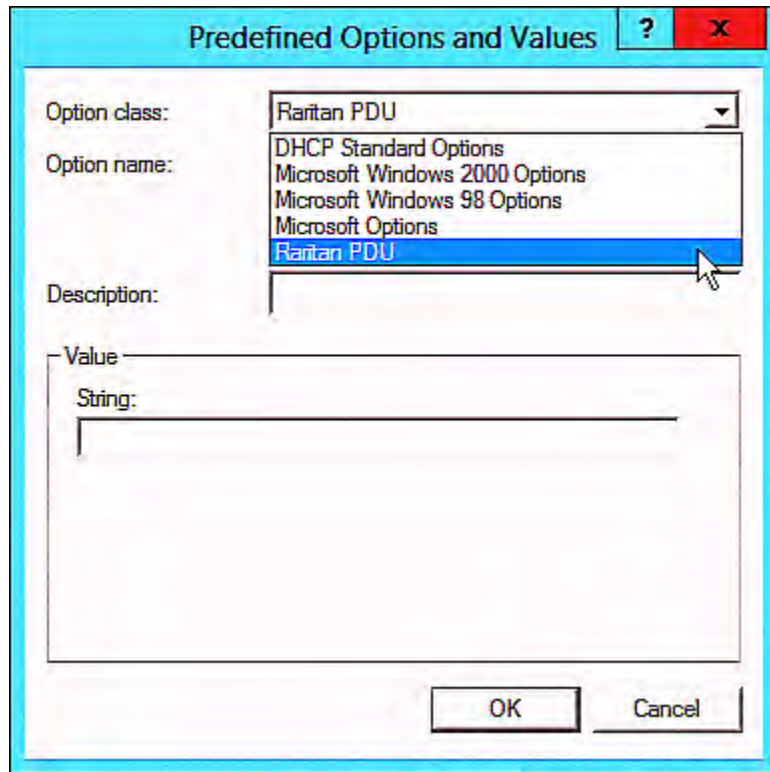 Predefined Options and Values ? x
Option class: Raritan PDU
DHCP Standard Options
Option name:
Microsoft Windows 2000 Options
Microsoft Windows 98 Options
Microsoft Options
Raritan PDU
Description:
Value
String:
OK Cancel